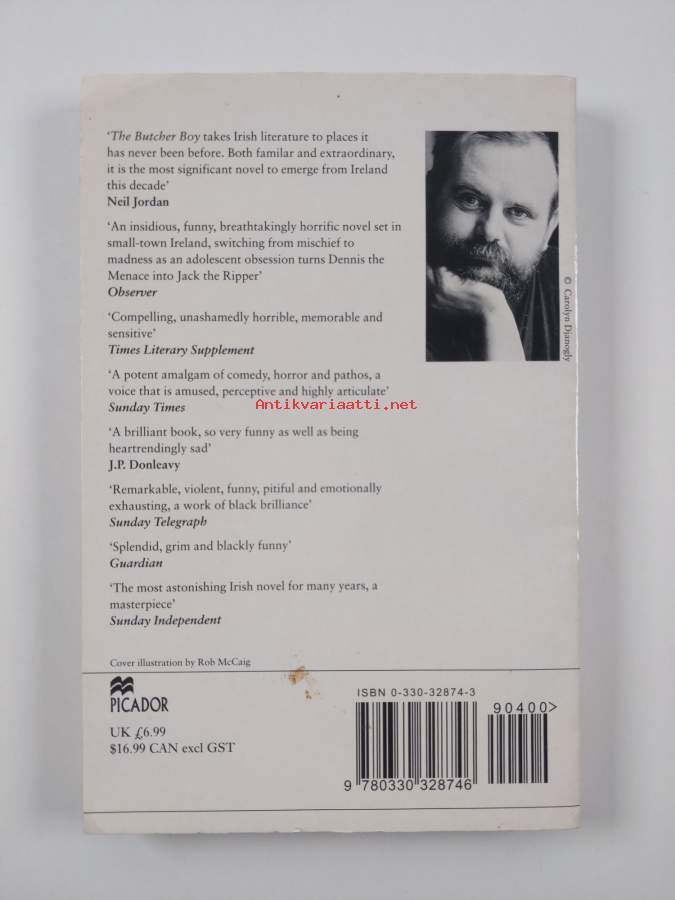 ‘The Butcher Boy takes Irish literature to places it
has never been before. Both familar and extraordinary,
it is the most significant novel to emerge from Ireland
this decade’
Neil Jordan
‘An insidious, funny, breathtakingly horrific novel set in
small-town Ireland, switching from mischief to
madness as an adolescent obsession turns Dennis the
Menace into Jack the Ripper’
Observer
‘Compelling, unashamedly horrible, memorable and
sensitive’
Times Literary Supplement
‘A potent amalgam of comedy, horror and pathos, a
voice that is amused, perceptive and highly articulate’
Sunday Times
‘A brilliant book, so very funny as well as being
heartrendingly sad’
J.P. Donleavy
‘Remarkable, violent, funny, pitiful and emotionally
exhausting, a work of black brilliance’
Sunday Telegraph
‘Splendid, grim and blackly funny’
Guardian
‘The most astonishing Irish novel for many years, a
masterpiece’
Sunday Independent
© Carolyn Djanogly
Antikvariaatti.net
Cover illustration by Rob McCaig
PICADOR
UK £6.99
$16.99 CAN excl GST
ISBN 0-330-32874-3
90400>
9 780330 328746